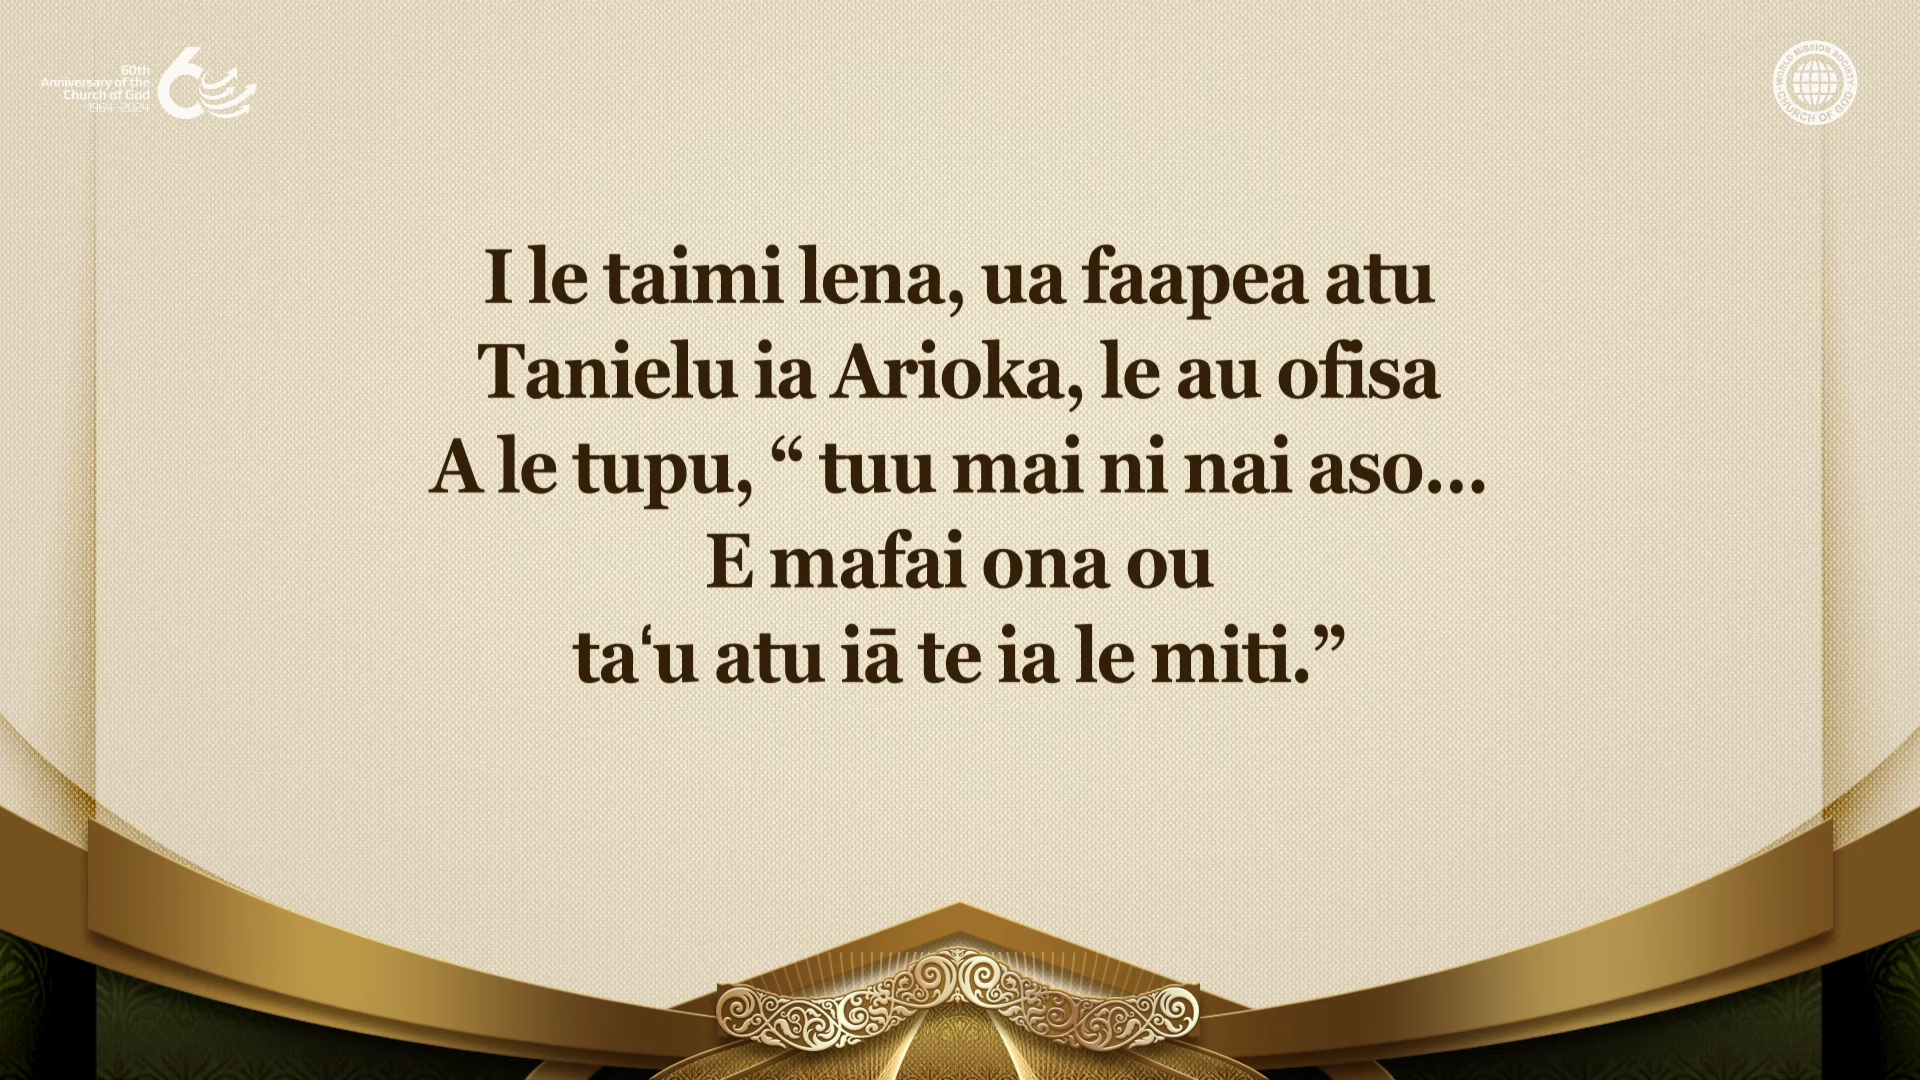 60th
Anniversary of the
Church of God
1964-2024
WORLD MISSION SOCIETY
CHURCH OF GOD
I le taimi lena, ua faapea atu
Tanielu ia Arioka, le au ofisa
A le tupu, “ tuu mai ni nai aso...
E mafai ona ou
taʻu atu iā te ia le miti.”